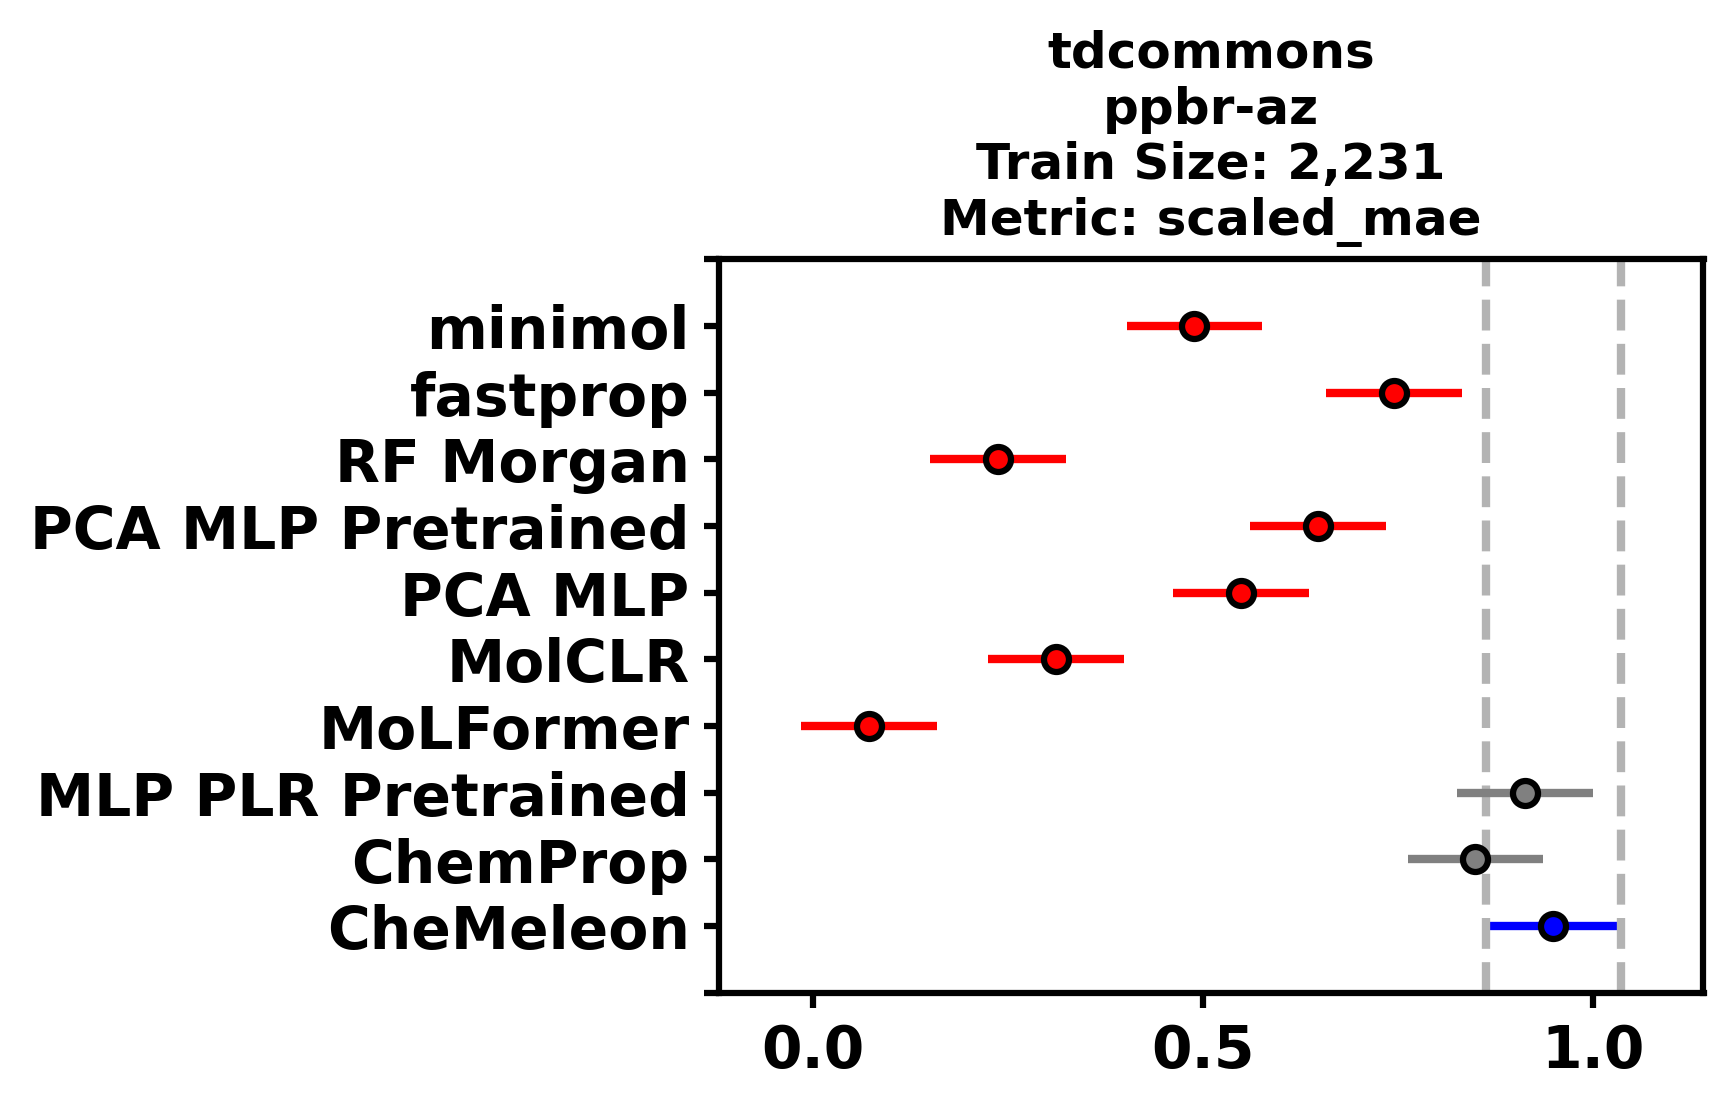 tdcommons
ppbr-az
Train Size: 2,231
Metric: scaled_mae
minimol
fastprop
RF Morgan
PCA MLP Pretrained
PCA MLP
MolCLR
MoLFormer
MLP PLR Pretrained
ChemProp
CheMeleon
0.0 0.5 1.0